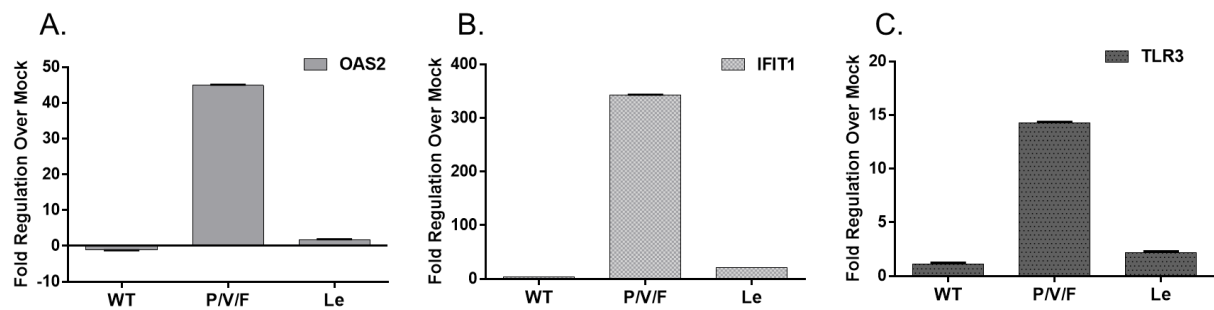 A.
OAS2
Fold Regulation Over Mock
50
40
30
20
10
0
-10
WT P/V/F Le
B.
IFIT1
Fold Regulation Over Mock
400
300
200
100
0
WT P/V/F Le
C.
TLR3
Fold Regulation Over Mock
20
15
10
5
0
WT P/V/F Le